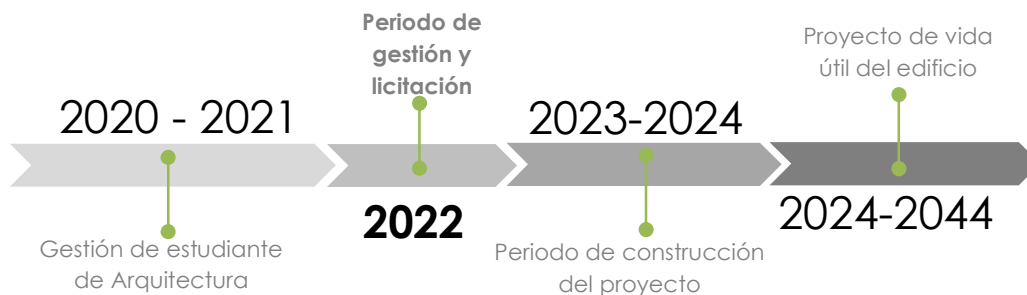 2020 - 2021
Gestión de estudiante
de Arquitectura
Periodo de
gestión y
licitación
2022
2023-2024
Periodo de construcción
del proyecto
Proyecto de vida
útil del edificio
2024-2044